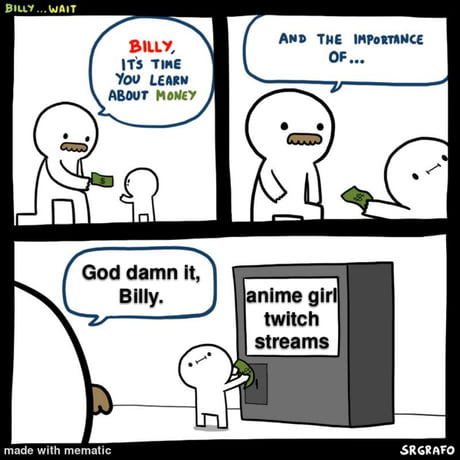 BILLY...WAIT
BILLY,
IT'S TIME
YOU LEARN
ABOUT MONEY
AND THE IMPORTANCE
OF...
$
$
God damn it,
Billy.
anime girl
twitch
streams
made with mematic
SRGRAFO